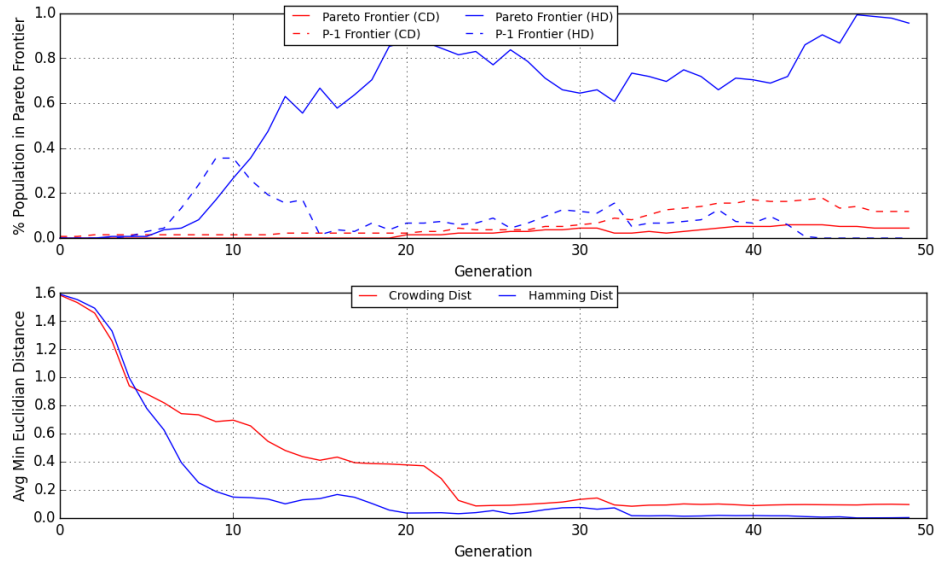 Pareto Frontier (CD) Pareto Frontier (HD)
P-1 Frontier (CD) P-1 Frontier (HD)
1.0
0.8
0.6
0.4
0.2
0.0
% Population in Pareto Frontier
0 10 20 30 40 50
Generation
Crowding Dist Hamming Dist
1.6
1.4
1.2
1.0
0.8
0.6
0.4
0.2
0.0
Avg Min Euclidian Distance
0 10 20 30 40 50
Generation